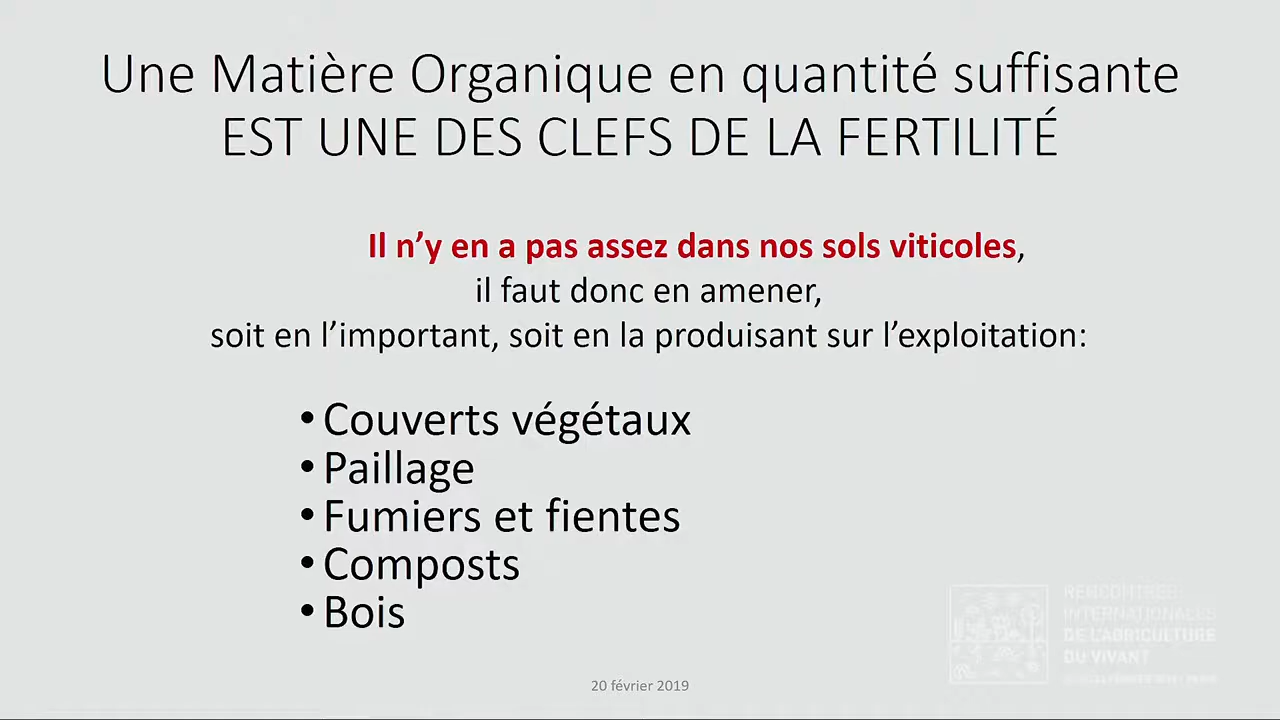 Une Matière Organique en quantité suffisante
EST UNE DES CLEFS DE LA FERTILITÉ
Il n’y en a pas assez dans nos sols viticoles,
il faut donc en amener,
soit en l’important, soit en la produisant sur l’exploitation:
•Couverts végétaux
•Paillage
•Fumiers et fientes
•Composts
•Bois
RENCONTRES
INTERNATIONALES
DE L'AGRICULTURE
DU VIVANT
20 février 2019